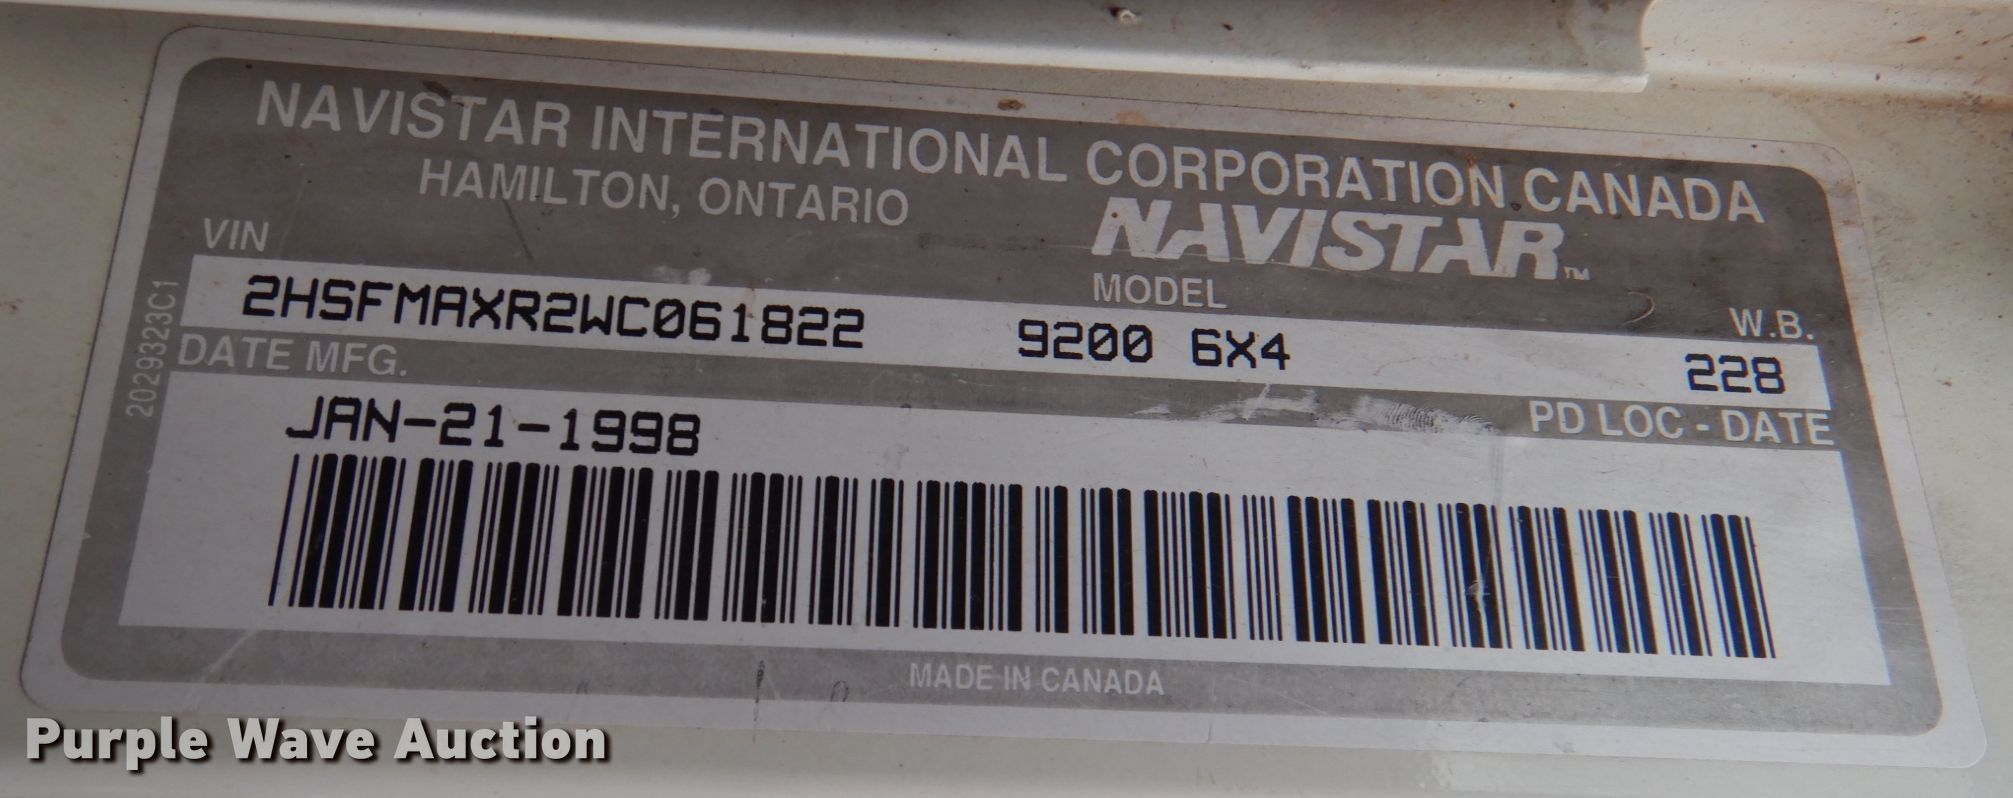 NAVISTAR INTERNATIONAL CORPORATION CANADA
HAMILTON, ONTARIO
NAVISTAR™
VIN
MODEL
W.B.
2HSFMAXR2WC061822
9200 6X4
228
2029323C1
DATE MFG.
PD LOC - DATE
JAN-21-1998
MADE IN CANADA
Purple Wave Auction